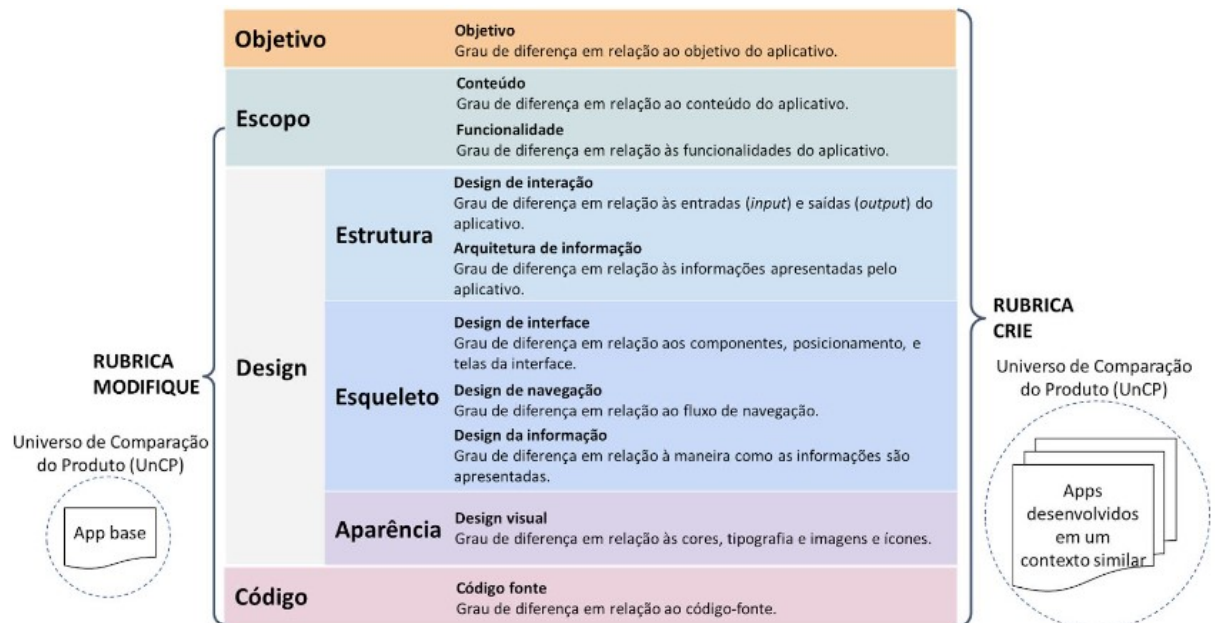 Objetivo
Objetivo
Grau de diferença em relação ao objetivo do aplicativo.
Escopo
Conteúdo
Grau de diferença em relação ao conteúdo do aplicativo.
Funcionalidade
Grau de diferença em relação às funcionalidades do aplicativo.
Design
Estrutura
Design de interação
Grau de diferença em relação às entradas (input) e saídas (output) do
aplicativo.
Arquitetura de informação
Grau de diferença em relação às informações apresentadas pelo
aplicativo.
Esqueleto
Design de interface
Grau de diferença em relação aos componentes, posicionamento, e
telas da interface.
Design de navegação
Grau de diferença em relação ao fluxo de navegação.
Design da informação
Grau de diferença em relação à maneira como as informações são
apresentadas.
Aparência
Design visual
Grau de diferença em relação às cores, tipografia e imagens e ícones.
Código
Código fonte
Grau de diferença em relação ao código-fonte.
RUBRICA
MODIFIQUE
Universo de Comparação
do Produto (UnCP)
App base
RUBRICA
CRIE
Universo de Comparação
do Produto (UnCP)
Apps
desenvolvidos
em um
contexto similar